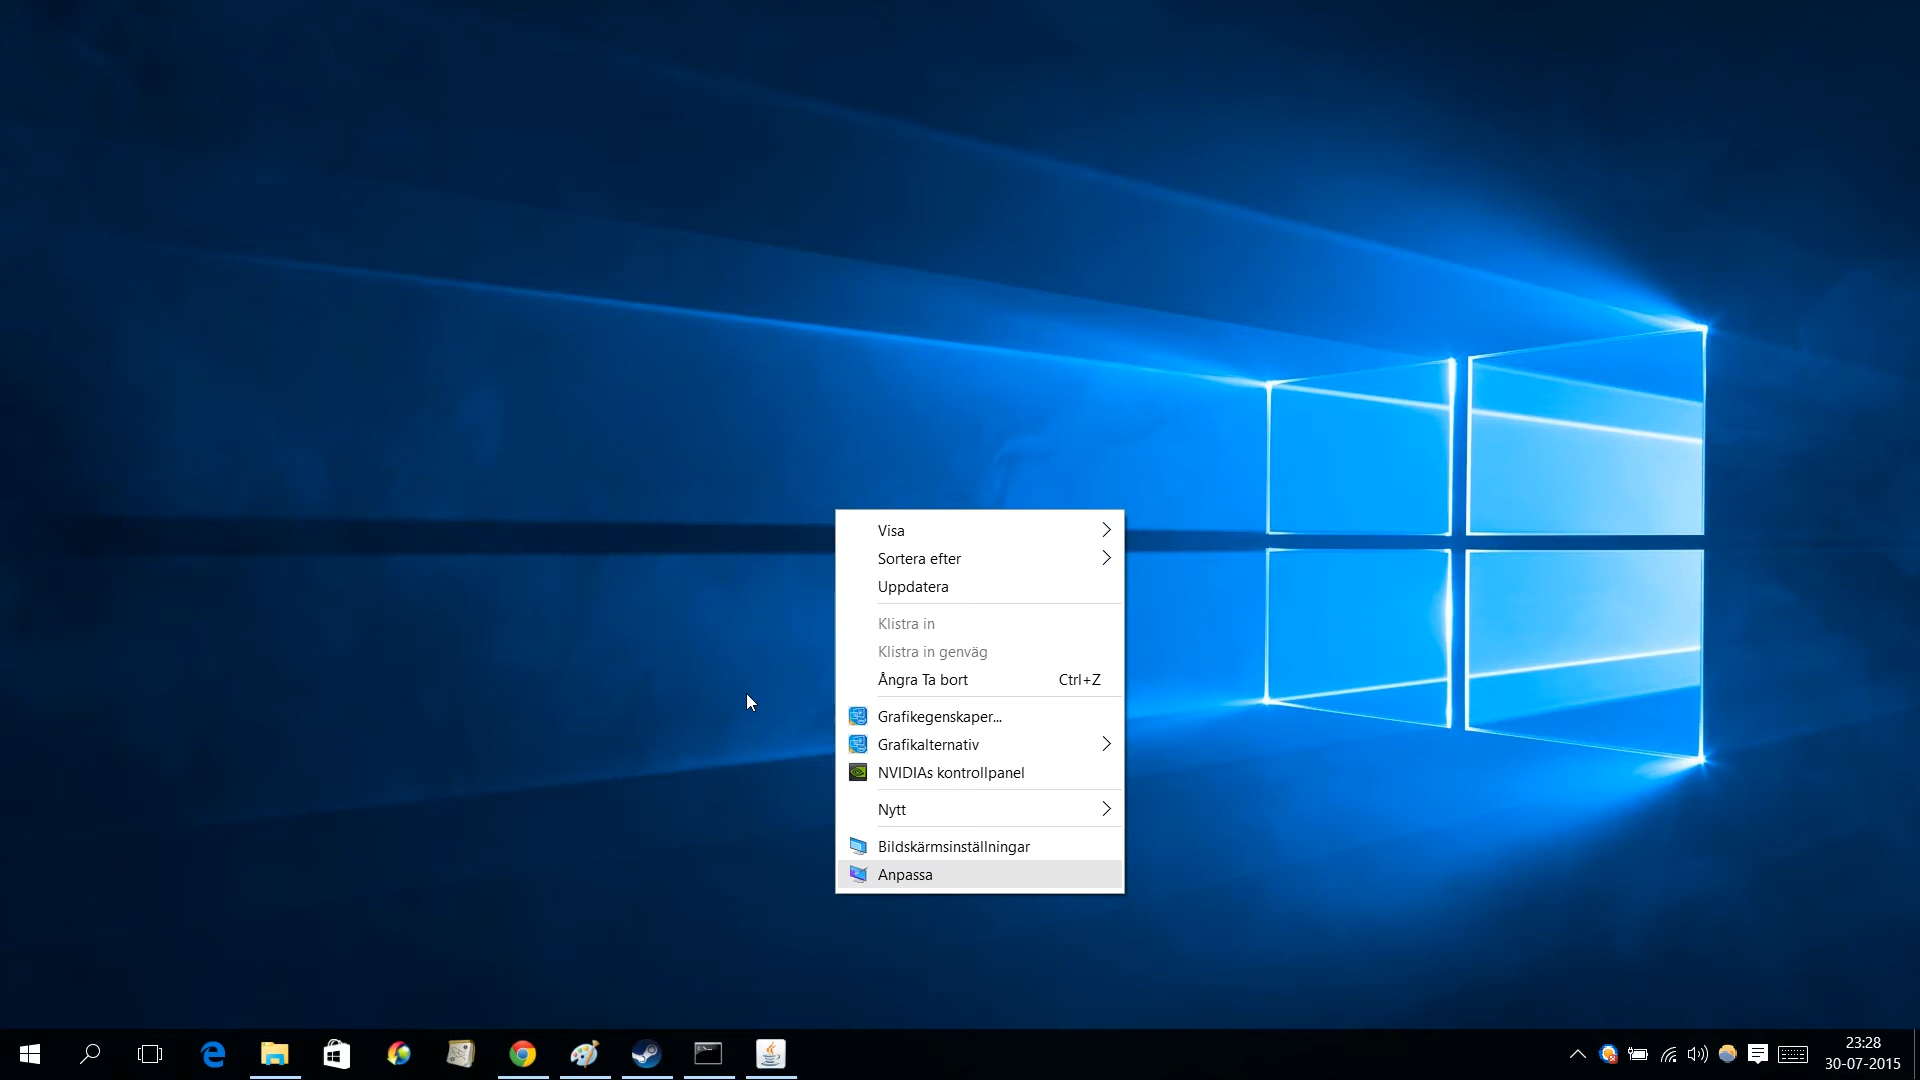 Visa
Sortera efter
Uppdatera
Klistra in
Klistra in genväg
Ångra Ta bort Ctrl+Z
Grafikegenskaper...
Grafikalternativ
NVIDIAs kontrollpanel
Nytt
Bildskärmsinställningar
Anpassa
23:28
30-07-2015